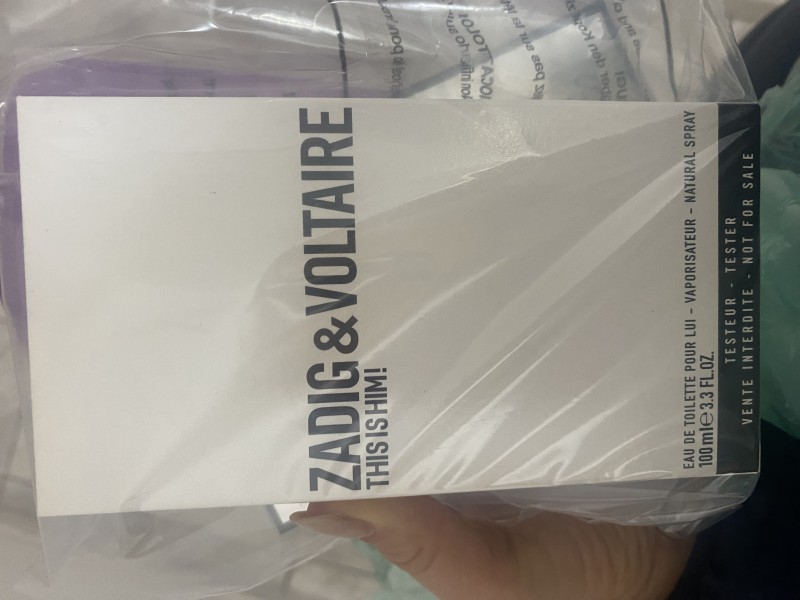 ZADIG & VOLTAIRE
THIS IS HIM!
EAU DE TOILETTE POUR LUI – VAPORISATEUR – NATURAL SPRAY
100 ml e 3.3 FL.OZ.
TESTEUR - TESTER
VENTE INTERDITE - NOT FOR SALE